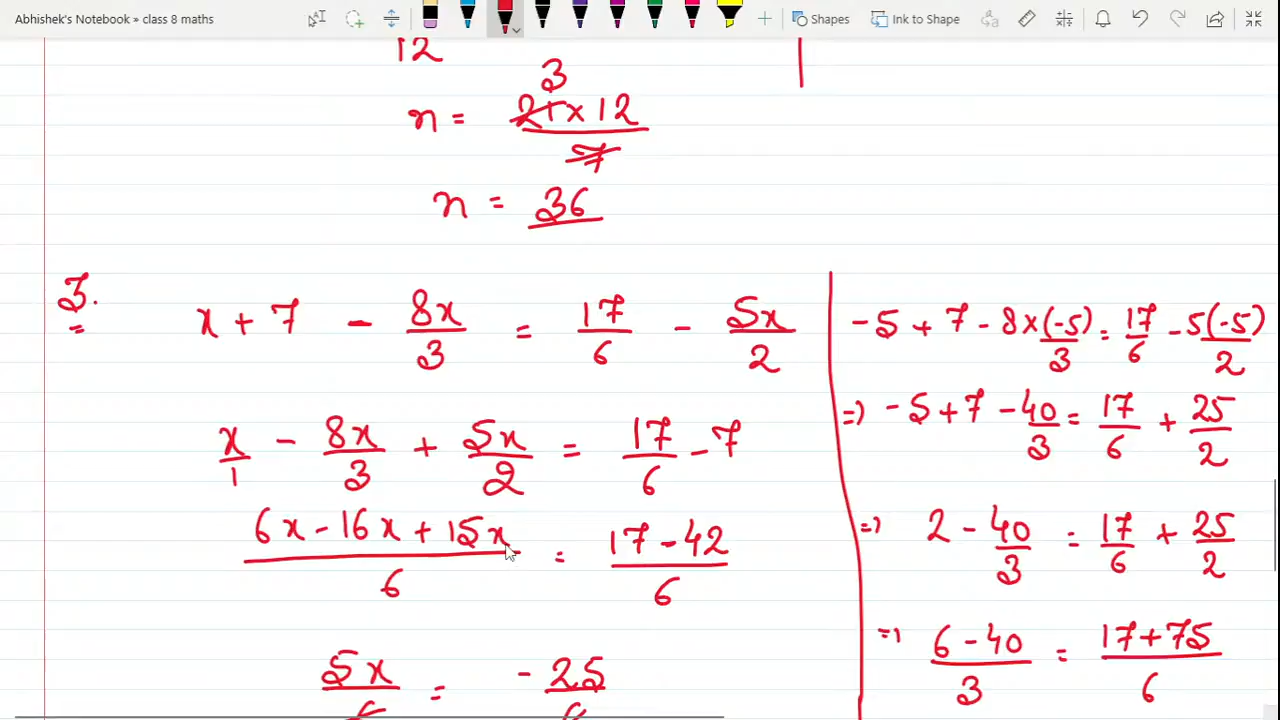 Abhishek's Notebook » class 8 maths
Shapes
Ink to Shape
12
3
n = 21 x 12 / 7
n = 36
3.
x + 7 - 8x/3 = 17/6 - 5x/2
x/1 - 8x/3 + 5x/2 = 17/6 - 7
6x - 16x + 15x / 6 = 17 - 42 / 6
5x/6 = -25/6
-5 + 7 - 8x(-5)/3 = 17/6 - 5(-5)/2
=) -5 + 7 - 40/3 = 17/6 + 25/2
=) 2 - 40/3 = 17/6 + 25/2
=) 6 - 40 / 3 = 17 + 75 / 6